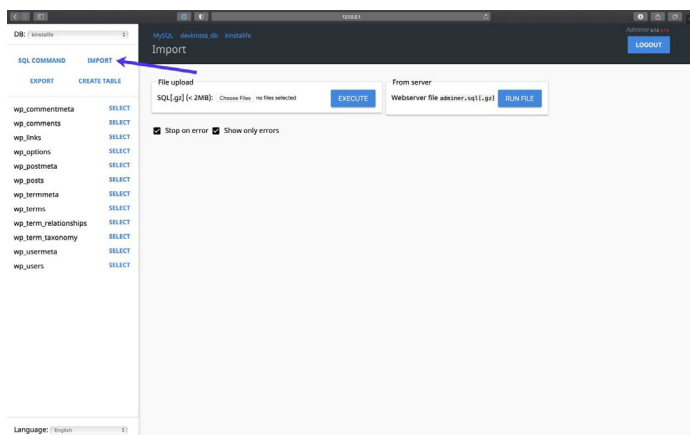 127.0.0.1
DB: kinstalife
SQL COMMAND IMPORT
EXPORT CREATE TABLE
wp_commentmeta SELECT
wp_comments SELECT
wp_links SELECT
wp_options SELECT
wp_postmeta SELECT
wp_posts SELECT
wp_termmeta SELECT
wp_terms SELECT
wp_term_relationships SELECT
wp_term_taxonomy SELECT
wp_usermeta SELECT
wp_users SELECT
Language: English
MySQL devkinsta_db kinstalife
Import
Adminer
LOGOUT
File upload
SQL[.gz] (< 2MB): Choose Files no files selected EXECUTE
From server
Webserver file adminer.sql[.gz] RUN FILE
Stop on error Show only errors